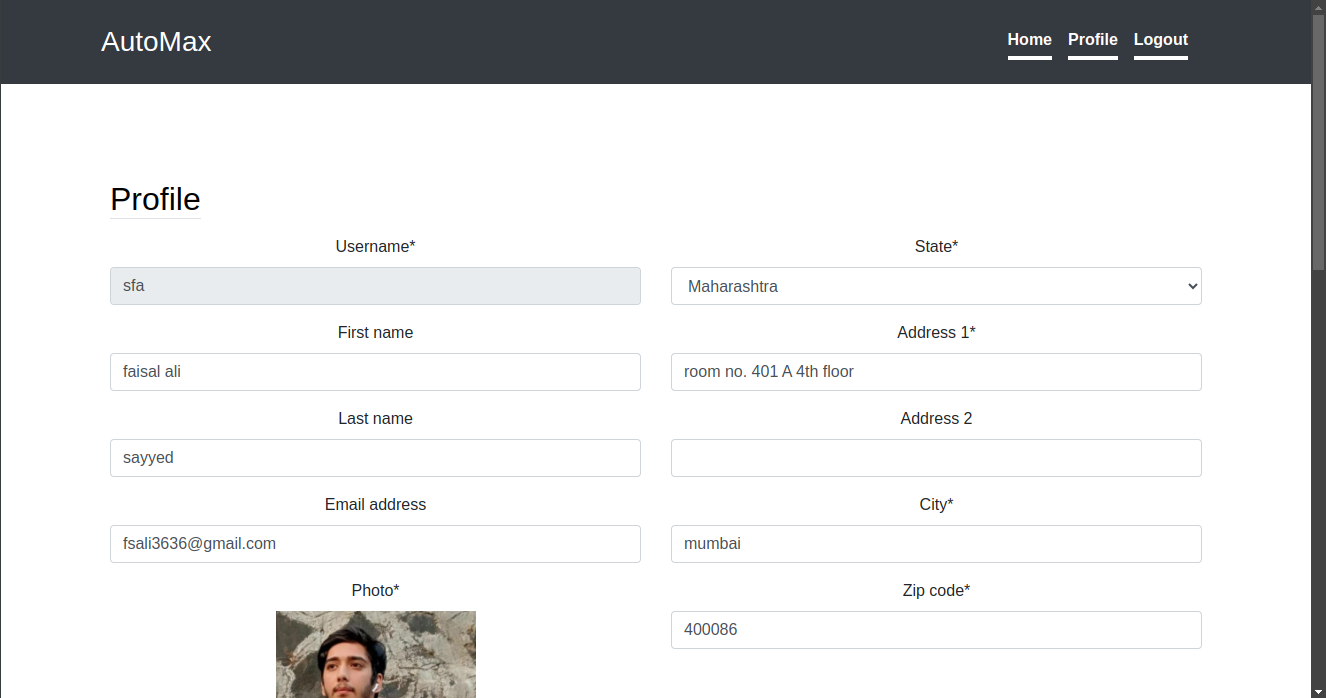 AutoMax
Home Profile Logout
Profile
Username*
sfa
State*
Maharashtra
First name
faisal ali
Address 1*
room no. 401 A 4th floor
Last name
sayyed
Address 2
Email address
fsali3636@gmail.com
City*
mumbai
Photo*
Zip code*
400086